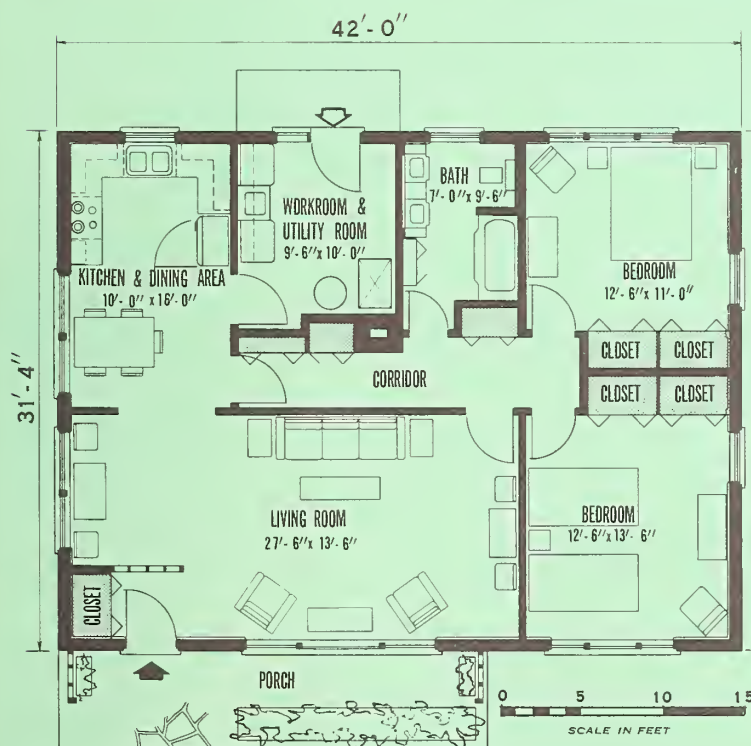 42'-0"
31'-4"
KITCHEN & DINING AREA
10'-0" x 16'-0"
WORKROOM &
UTILITY ROOM
9'-6" x 10'-0"
BATH
7'-0" x 9'-6"
BEDROOM
12'-6" x 11'-0"
CLOSET
CLOSET
CLOSET
CLOSET
CORRIDOR
LIVING ROOM
27'-6" x 13'-6"
BEDROOM
12'-6" x 13'-6"
CLOSET
PORCH
0 5 10 15
SCALE IN FEET